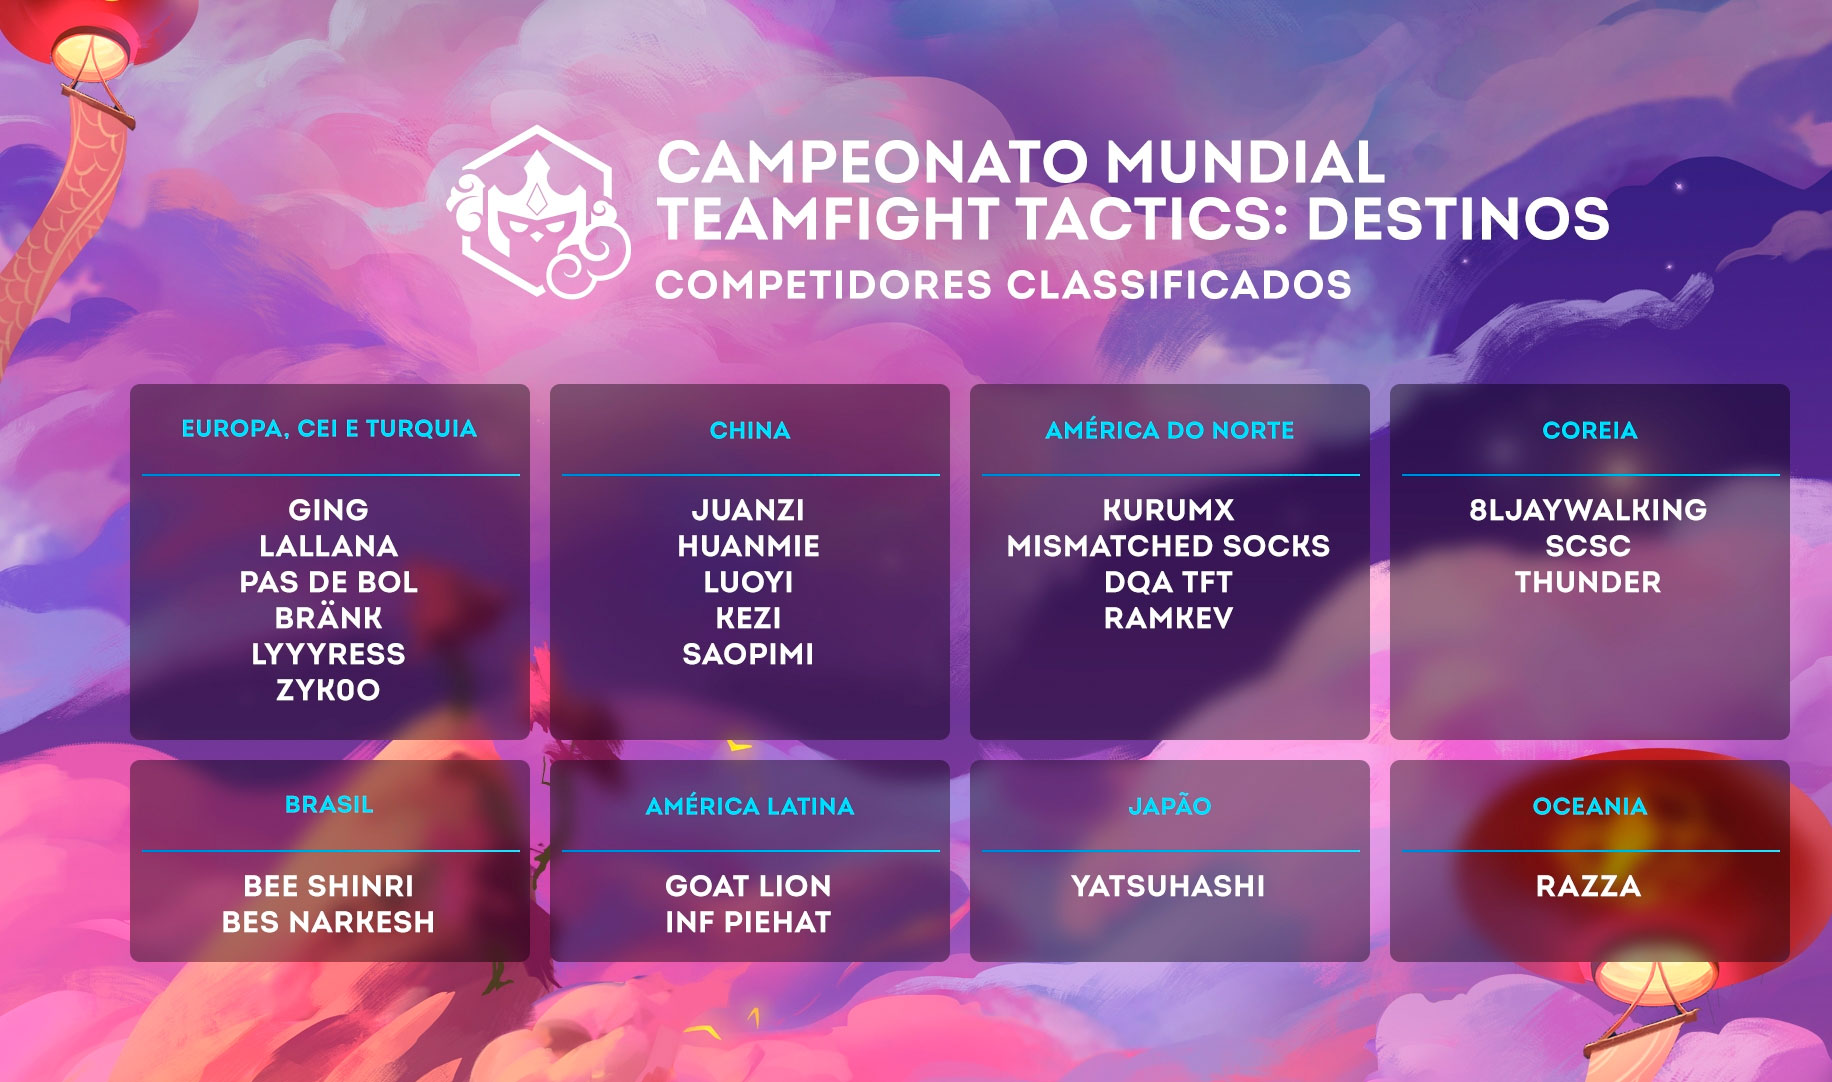 CAMPEONATO MUNDIAL
TEAMFIGHT TACTICS: DESTINOS
COMPETIDORES CLASSIFICADOS
EUROPA, CEI E TURQUIA
GING
LALLANA
PAS DE BOL
BRÄNK
LYYYRESS
ZYK0O
CHINA
JUANZI
HUANMIE
LUOYI
KEZI
SAOPIMI
AMÉRICA DO NORTE
KURUMX
MISMATCHED SOCKS
DQA TFT
RAMKEV
COREIA
8LJAYWALKING
SCSC
THUNDER
BRASIL
BEE SHINRI
BES NARKESH
AMÉRICA LATINA
GOAT LION
INF PIEHAT
JAPÃO
YATSUHASHI
OCEANIA
RAZZA